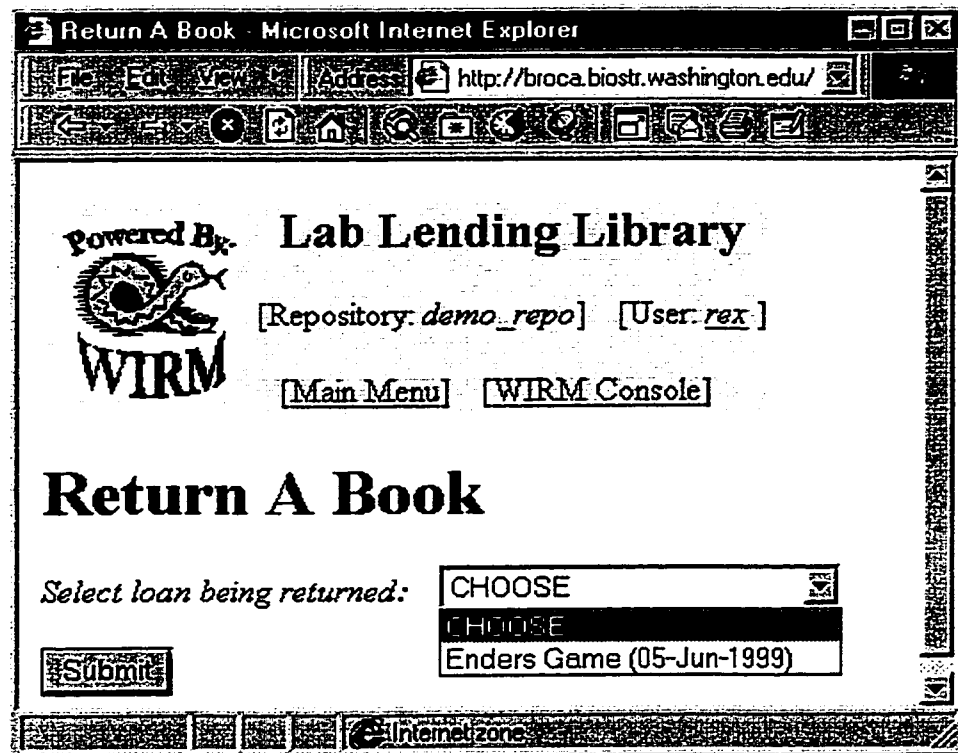 Return A Book - Microsoft Internet Explorer
File Edit View Address http://broca.biostr.washington.edu/
Powered By.
WIRM
Lab Lending Library
[Repository: demo_repo] [User: rex ]
[Main Menu] [WIRM Console]
Return A Book
Select loan being returned: CHOOSE
CHOOSE
Enders Game (05-Jun-1999)
Submit
Internet zone